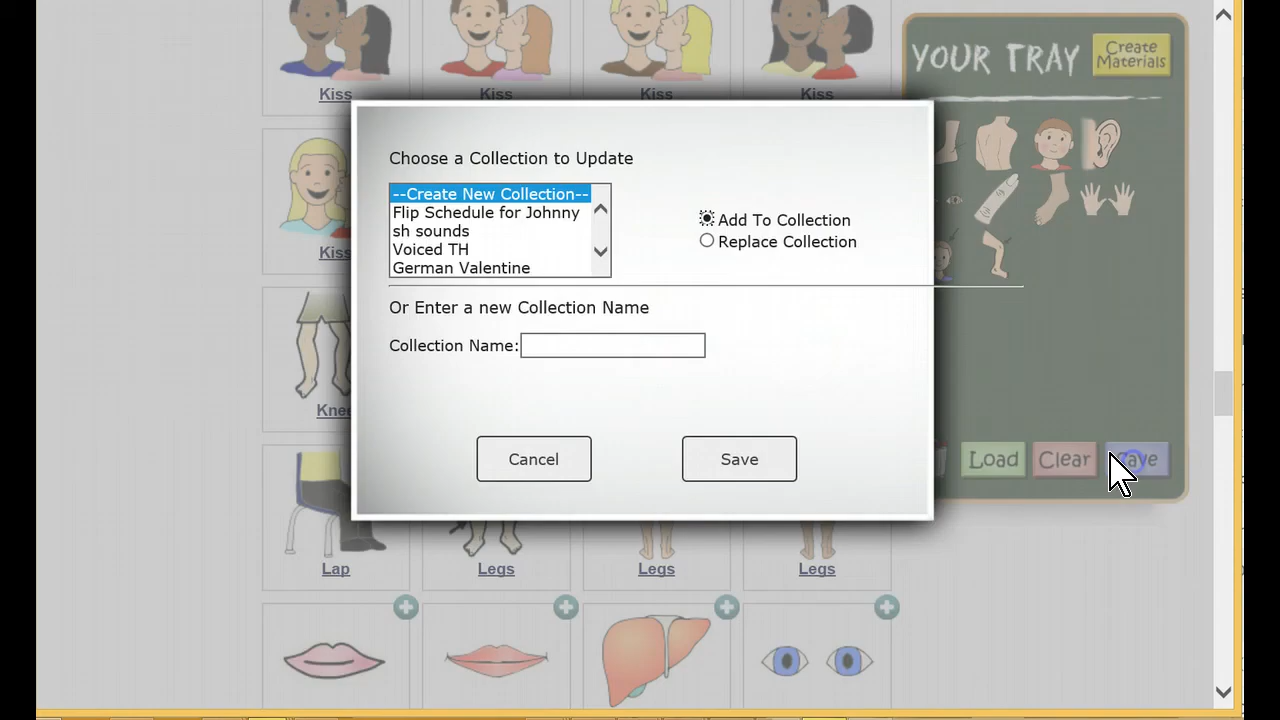 Kiss Kiss Kiss Kiss
YOUR TRAY
Create
Materials
Choose a Collection to Update
--Create New Collection--
Flip Schedule for Johnny
sh sounds
Voiced TH
German Valentine
Add To Collection
Replace Collection
Kiss
Or Enter a new Collection Name
Collection Name:
Cancel Save
Load Clear
Lap Legs Legs Legs